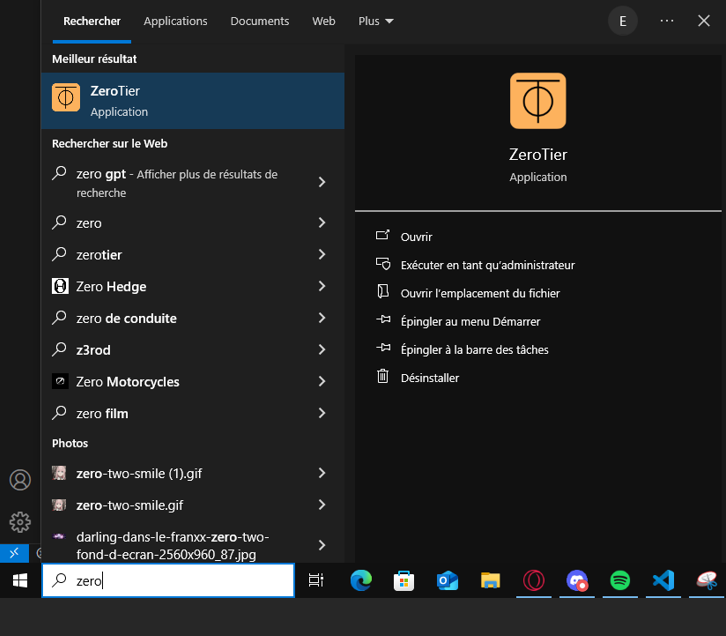 Rechercher Applications Documents Web Plus E
Meilleur résultat
ZeroTier
Application
Rechercher sur le Web
zero gpt - Afficher plus de résultats de
recherche
zero
zerotier
Zero Hedge
zero de conduite
z3rod
Zero Motorcycles
zero film
Photos
zero-two-smile (1).gif
zero-two-smile.gif
darling-dans-le-franxx-zero-two-
fond-d-ecran-2560x960_87.jpg
ZeroTier
Application
Ouvrir
Exécuter en tant qu'administrateur
Ouvrir l'emplacement du fichier
Épingler au menu Démarrer
Épingler à la barre des tâches
Désinstaller
zero